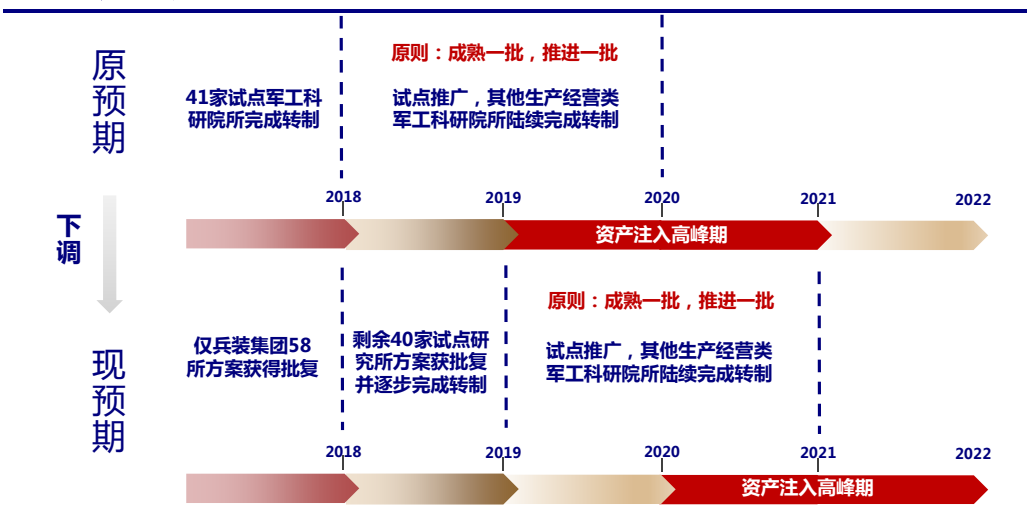 原预期
原则：成熟一批，推进一批
41家试点军工科
研院所完成转制
试点推广，其他生产经营类
军工科研院所陆续完成转制
2018
2019
2020
2021
2022
资产注入高峰期
下调
现预期
原则：成熟一批，推进一批
仅兵装集团58
所方案获得批复
剩余40家试点研
究所方案获批复
并逐步完成转制
试点推广，其他生产经营类
军工科研院所陆续完成转制
2018
2019
2020
2021
2022
资产注入高峰期